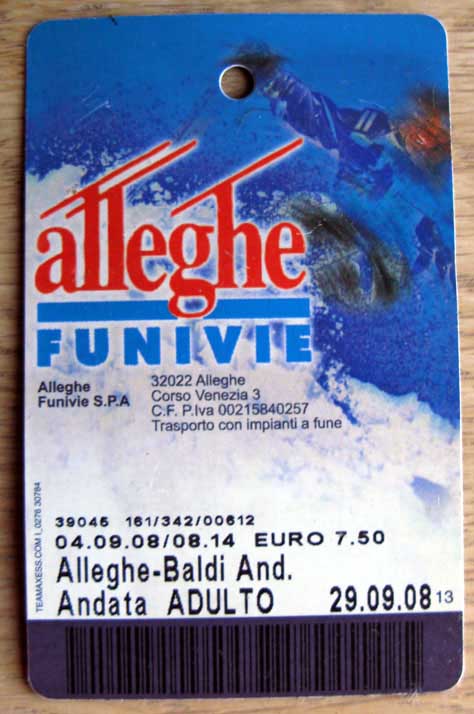 alleghe
FUNIVIE
Alleghe
Funivie S.P.A
32022 Alleghe
Corso Venezia 3
C.F. P.Iva 00215840257
Trasporto con impianti a fune
TEAMAXESS.COM I_0276 30784
39046 161/342/00612
04.09.08/08.14 EURO 7.50
Alleghe-Baldi And.
Andata ADULTO 29.09.08 13